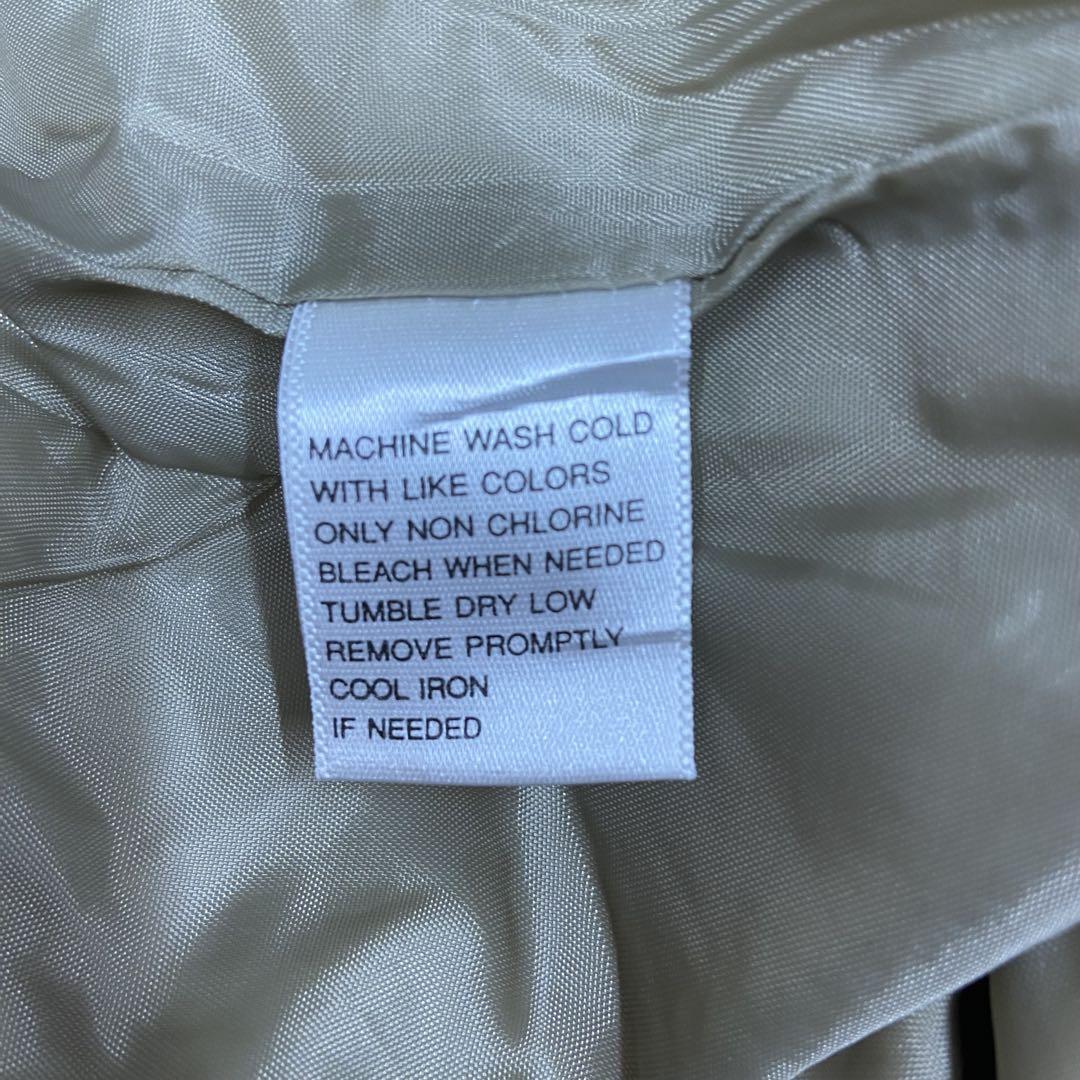 MACHINE WASH COLD
WITH LIKE COLORS
ONLY NON CHLORINE
BLEACH WHEN NEEDED
TUMBLE DRY LOW
REMOVE PROMPTLY
COOL IRON
IF NEEDED